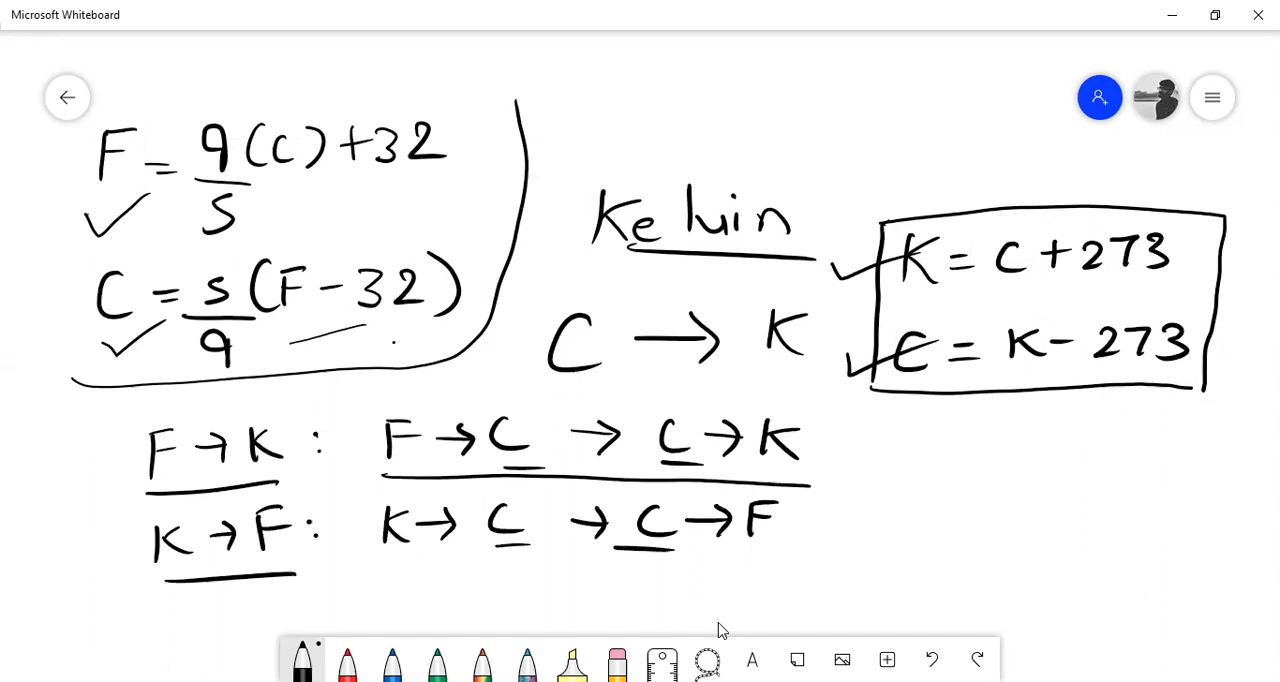 Microsoft Whiteboard
F = 9/5 (C) + 32
C = 5/9 (F - 32)
Kelvin
C → K
K = C + 273
C = K - 273
F → K : F → C → C → K
K → F : K → C → C → F
A